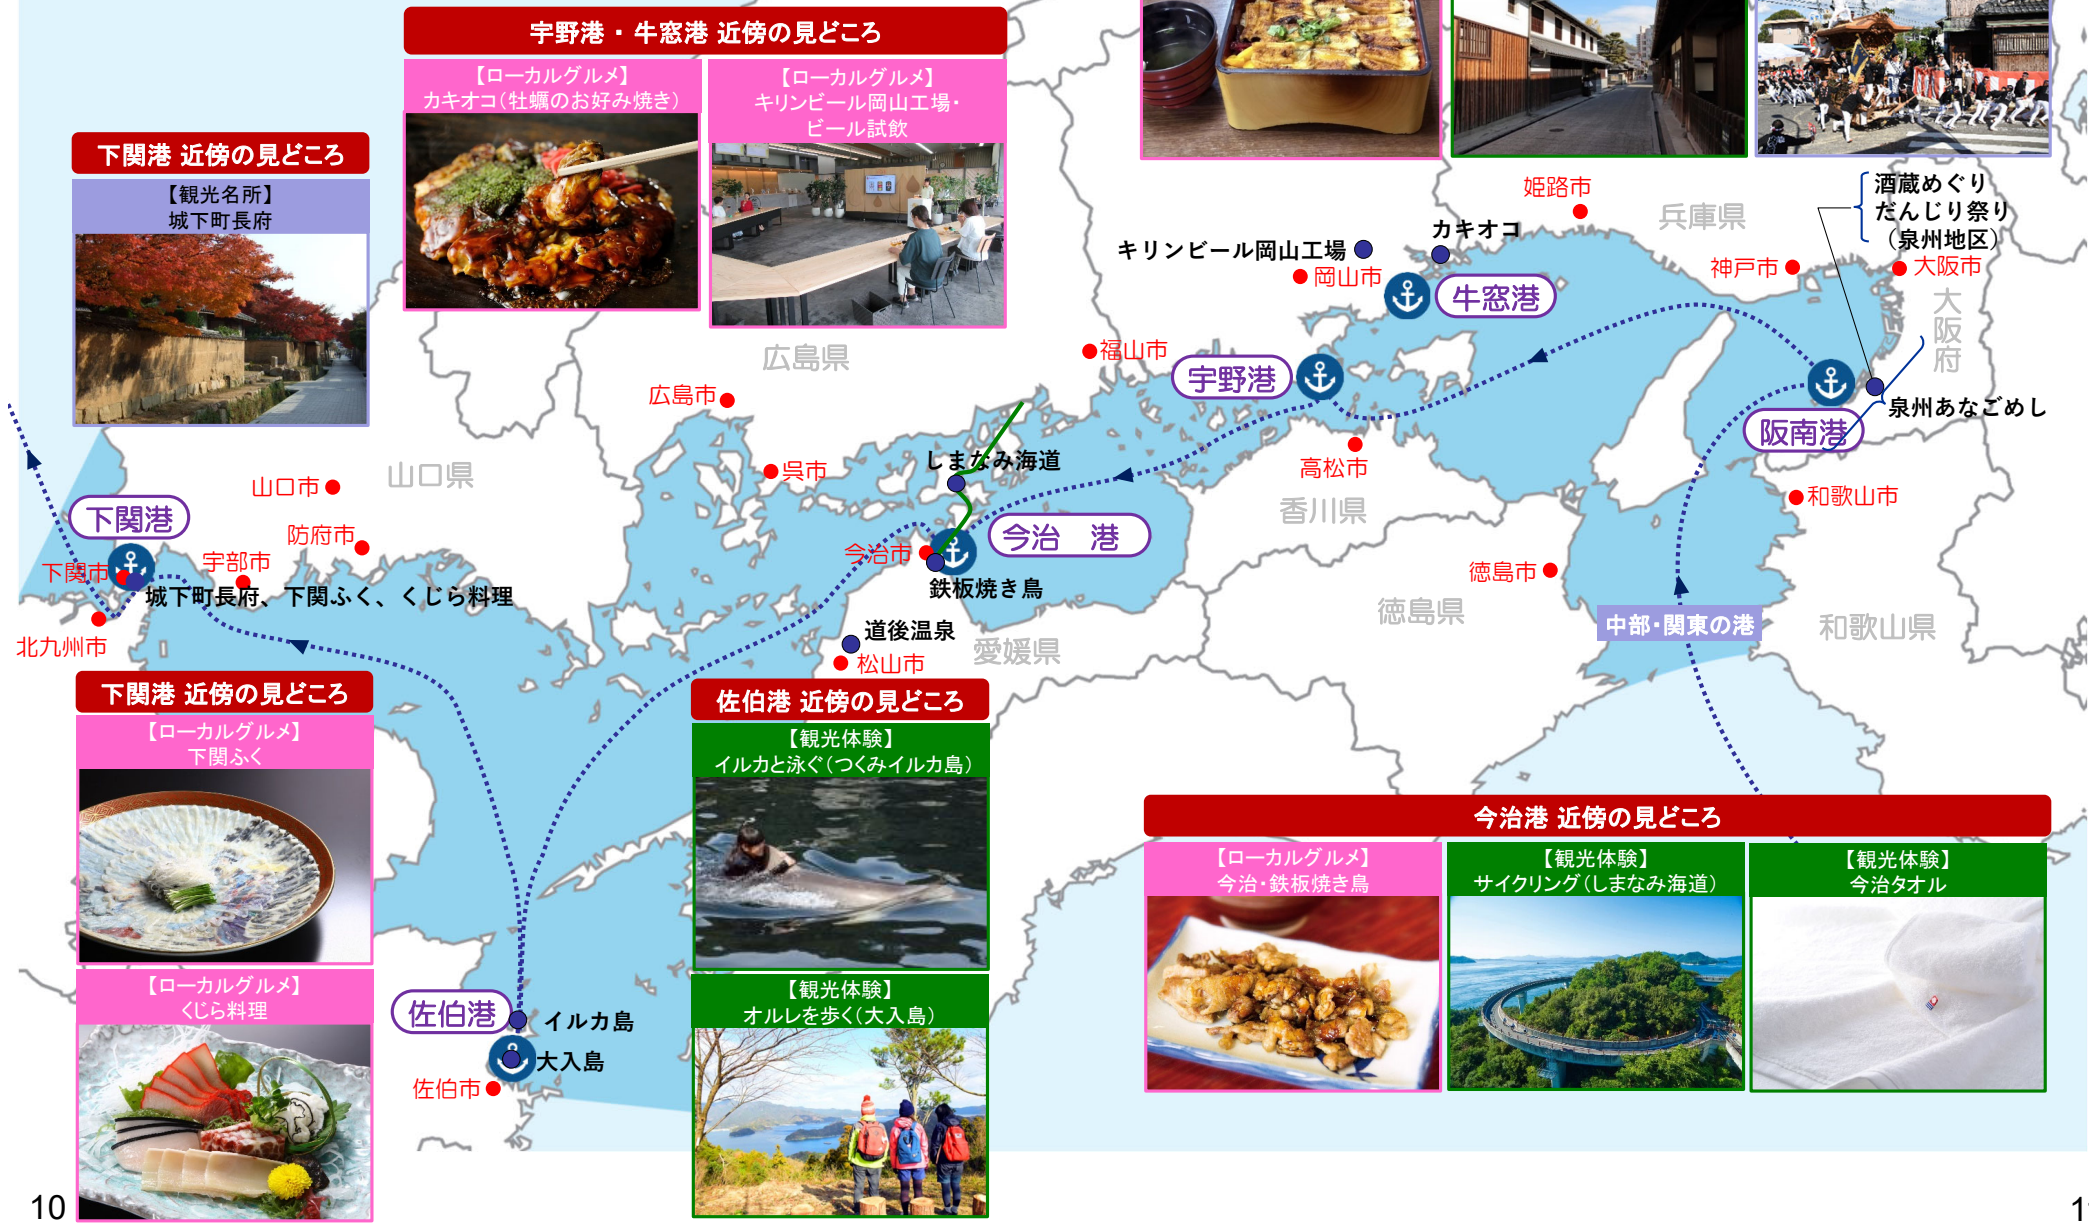 宇野港・牛窓港 近傍の見どころ
【ローカルグルメ】
カキオコ（牡蠣のお好み焼き）
【ローカルグルメ】
キリンビール岡山工場・
ビール試飲
下関港 近傍の見どころ
【観光名所】
城下町長府
酒蔵めぐり
だんじり祭り
（泉州地区）
姫路市
兵庫県
カキオコ
キリンビール岡山工場
岡山市
牛窓港
神戸市
大阪市
大阪府
広島県
福山市
宇野港
広島市
阪南港
泉州あなごめし
しまなみ海道
呉市
高松市
香川県
和歌山市
山口県
山口市
下関港
防府市
宇部市
下関市
城下町長府、下関ふく、くじら料理
北九州市
今治 港
今治市
鉄板焼き鳥
道後温泉
松山市
愛媛県
徳島市
徳島県
中部・関東の港
和歌山県
下関港 近傍の見どころ
【ローカルグルメ】
下関ふく
【ローカルグルメ】
くじら料理
佐伯港 近傍の見どころ
【観光体験】
イルカと泳ぐ（つくみイルカ島）
【観光体験】
オルレを歩く（大入島）
佐伯港
イルカ島
大入島
佐伯市
今治港 近傍の見どころ
【ローカルグルメ】
今治・鉄板焼き鳥
【観光体験】
サイクリング（しまなみ海道）
【観光体験】
今治タオル
10